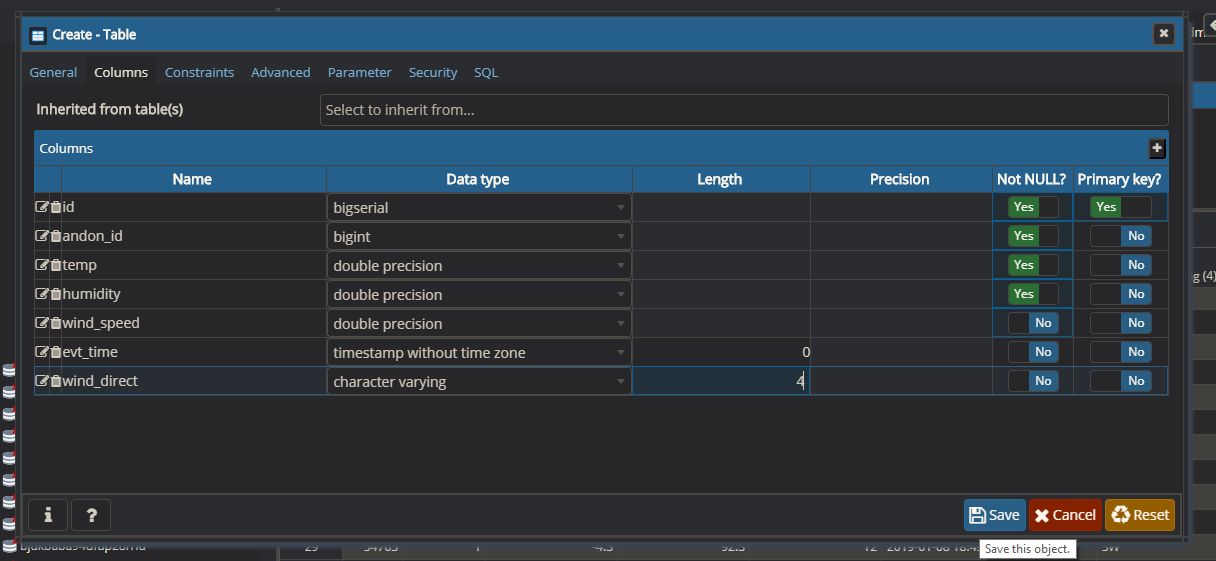 Create - Table
General Columns Constraints Advanced Parameter Security SQL
Inherited from table(s) Select to inherit from...
Columns
Name Data type Length Precision Not NULL? Primary key?
id bigserial Yes Yes
andon_id bigint Yes No
temp double precision Yes No
humidity double precision Yes No
g (4)
wind_speed double precision No No
evt_time timestamp without time zone 0 No No
wind_direct character varying 4 No No
i ? Save Cancel Reset
Save this object.